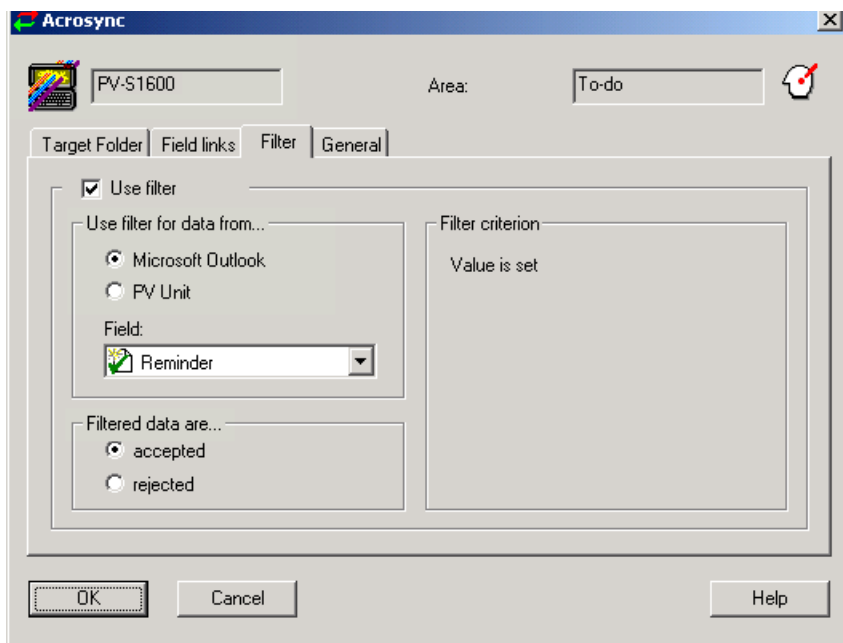 Acrosync
PV-S1600
Area:
To-do
Target Folder
Field links
Filter
General
Use filter
Use filter for data from...
Microsoft Outlook
PV Unit
Field:
Reminder
Filtered data are...
accepted
rejected
Filter criterion
Value is set
OK
Cancel
Help